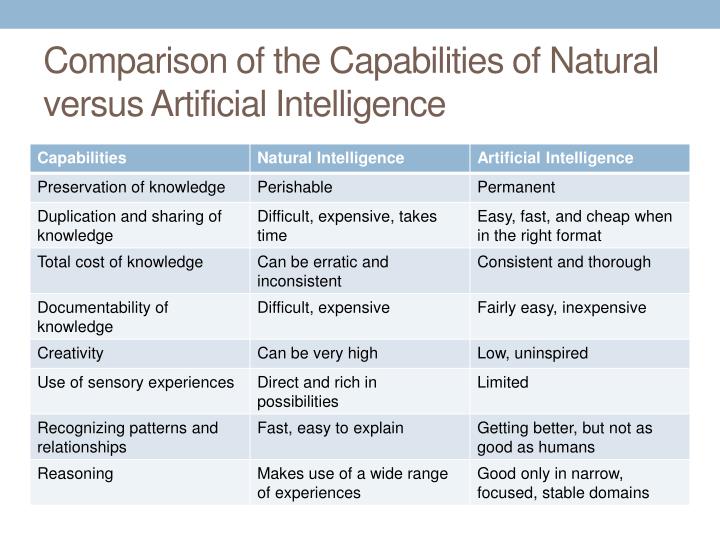 Comparison of the Capabilities of Natural
versus Artificial Intelligence
Capabilities Natural Intelligence Artificial Intelligence
Preservation of knowledge Perishable Permanent
Duplication and sharing of knowledge Difficult, expensive, takes time Easy, fast, and cheap when in the right format
Total cost of knowledge Can be erratic and inconsistent Consistent and thorough
Documentability of knowledge Difficult, expensive Fairly easy, inexpensive
Creativity Can be very high Low, uninspired
Use of sensory experiences Direct and rich in possibilities Limited
Recognizing patterns and relationships Fast, easy to explain Getting better, but not as good as humans
Reasoning Makes use of a wide range of experiences Good only in narrow, focused, stable domains